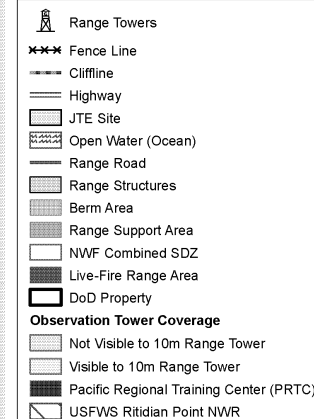 Range Towers
Fence Line
Cliffline
Highway
JTE Site
Open Water (Ocean)
Range Road
Range Structures
Berm Area
Range Support Area
NWF Combined SDZ
Live-Fire Range Area
DoD Property
Observation Tower Coverage
Not Visible to 10m Range Tower
Visible to 10m Range Tower
Pacific Regional Training Center (PRTC)
USFWS Ritidian Point NWR